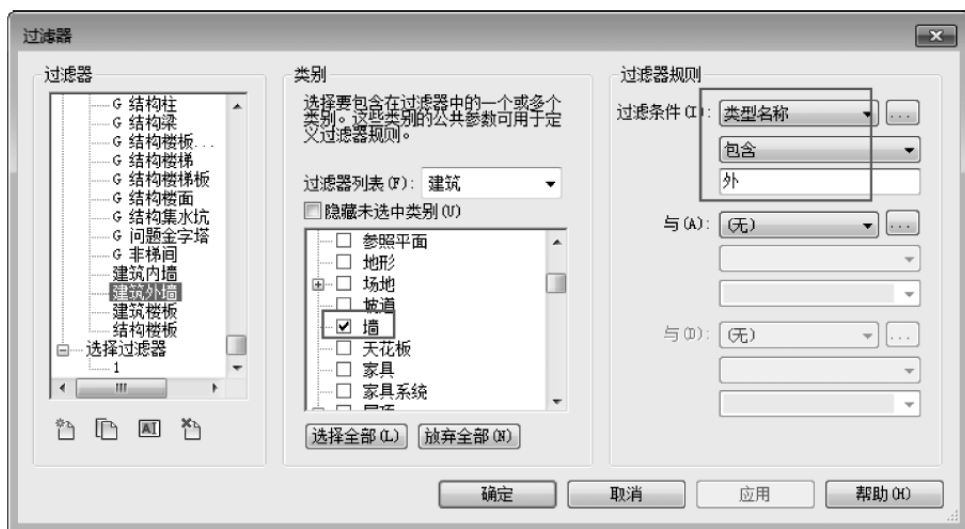 过滤器
过滤器
G 结构柱
G 结构梁
G 结构楼板...
G 结构楼梯
G 结构楼梯板
G 结构楼面
G 结构集水坑
G 问题金字塔
G 非梯间
建筑内墙
建筑外墙
建筑楼板
结构楼板
选择过滤器
1
类别
选择要包含在过滤器中的一个或多个
类别。这些类别的公共参数可用于定
义过滤器规则。
过滤器列表(F): 建筑
隐藏未选中类别(U)
参照平面
地形
场地
坡道
墙
天花板
家具
家具系统
屋顶
选择全部(L) 放弃全部(N)
过滤器规则
过滤条件(I): 类型名称 ...
包含
外
与(A): (无) ...
与(D): (无) ...
确定 取消 应用 帮助(H)